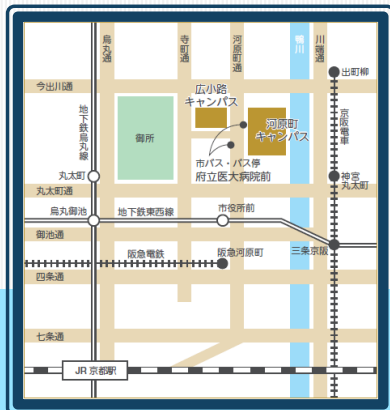 烏丸通
寺町通
河原町通
鴨川
川端通
出町柳
今出川通
広小路
キャンパス
地下鉄烏丸線
御所
河原町
キャンパス
京阪電車
市バス・バス停
府立医大病院前
丸太町
神宮
丸太町
丸太町通
烏丸御池
地下鉄東西線
市役所前
御池通
三条京阪
阪急電鉄
阪急河原町
四条通
七条通
JR 京都駅